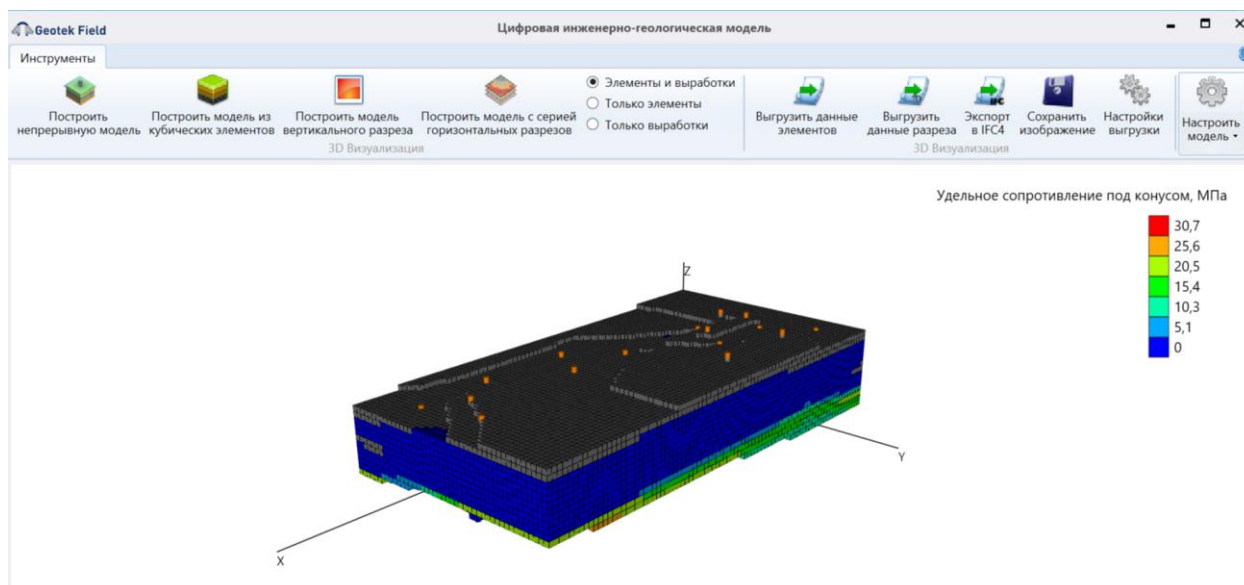 Geotek Field
Цифровая инженерно-геологическая модель
Инструменты
Построить
непрерывную модель
Построить модель из
кубических элементов
Построить модель
вертикального разреза
Построить модель с серией
горизонтальных разрезов
Элементы и выработки
Только элементы
Только выработки
3D Визуализация
Выгрузить данные
элементов
Выгрузить
данные разреза
Экспорт
в IFC4
Сохранить
изображение
Настройки
выгрузки
3D Визуализация
Настроить
модель
Удельное сопротивление под конусом, МПа
30,7
25,6
20,5
15,4
10,3
5,1
0
Z
Y
X